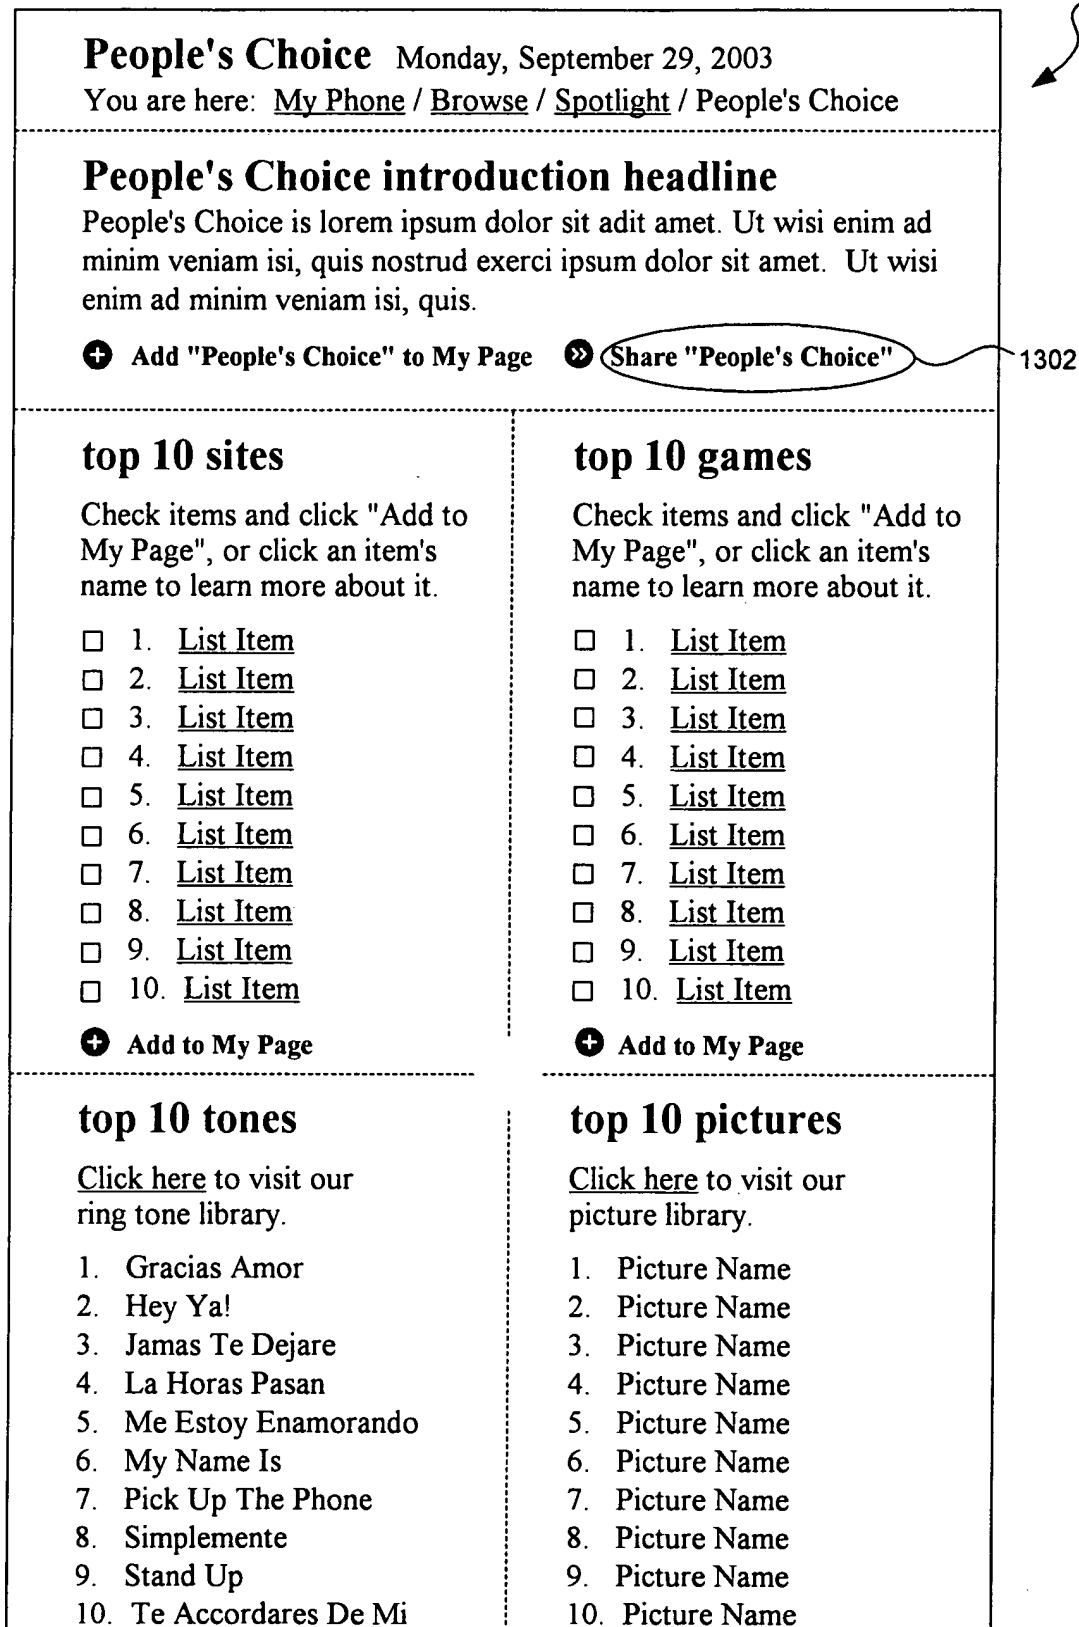 People's Choice Monday, September 29, 2003
You are here: My Phone / Browse / Spotlight / People's Choice
People's Choice introduction headline
People's Choice is lorem ipsum dolor sit adit amet. Ut wisi enim ad
minim veniam isi, quis nostrud exerci ipsum dolor sit amet. Ut wisi
enim ad minim veniam isi, quis.
Add "People's Choice" to My Page
Share "People's Choice"
1302
top 10 sites
Check items and click "Add to
My Page", or click an item's
name to learn more about it.
1. List Item
2. List Item
3. List Item
4. List Item
5. List Item
6. List Item
7. List Item
8. List Item
9. List Item
10. List Item
Add to My Page
top 10 games
Check items and click "Add to
My Page", or click an item's
name to learn more about it.
1. List Item
2. List Item
3. List Item
4. List Item
5. List Item
6. List Item
7. List Item
8. List Item
9. List Item
10. List Item
Add to My Page
top 10 tones
Click here to visit our
ring tone library.
1. Gracias Amor
2. Hey Ya!
3. Jamas Te Dejare
4. La Horas Pasan
5. Me Estoy Enamorando
6. My Name Is
7. Pick Up The Phone
8. Simplemente
9. Stand Up
10. Te Accordares De Mi
top 10 pictures
Click here to visit our
picture library.
1. Picture Name
2. Picture Name
3. Picture Name
4. Picture Name
5. Picture Name
6. Picture Name
7. Picture Name
8. Picture Name
9. Picture Name
10. Picture Name